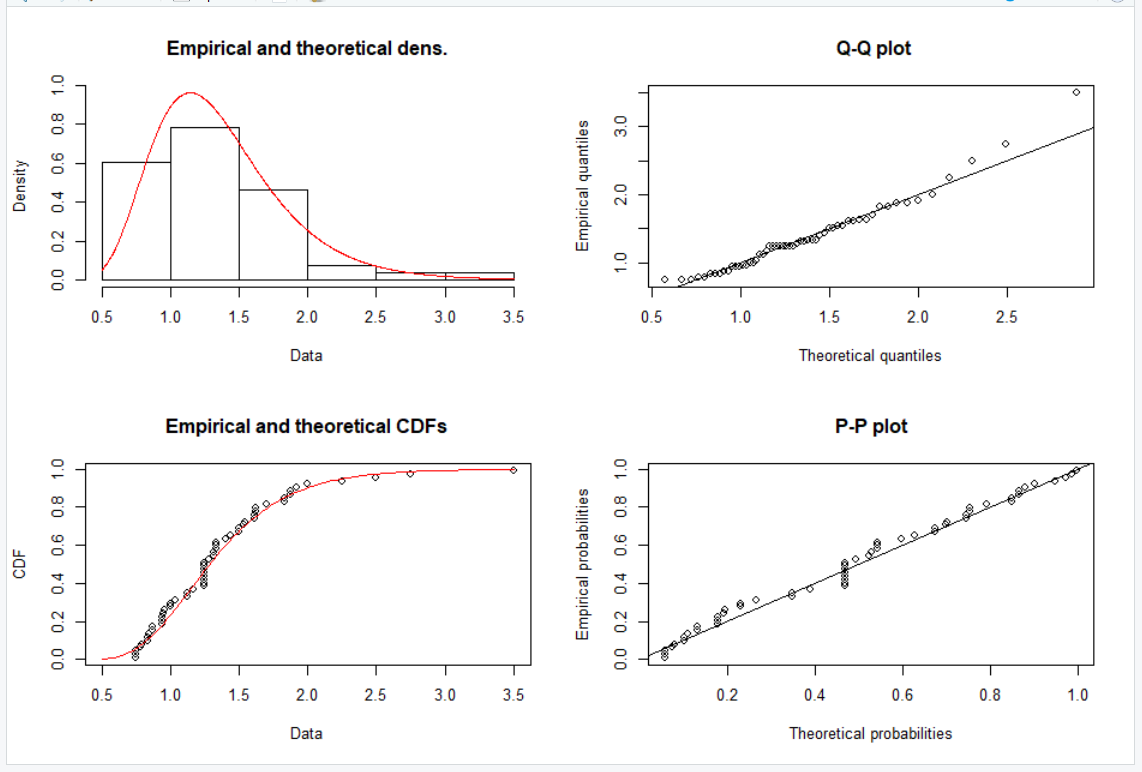 Empirical and theoretical dens.
Density
0.0 0.2 0.4 0.6 0.8 1.0
0.5 1.0 1.5 2.0 2.5 3.0 3.5
Data
Q-Q plot
Empirical quantiles
1.0 2.0 3.0
0.5 1.0 1.5 2.0 2.5
Theoretical quantiles
Empirical and theoretical CDFs
CDF
0.0 0.2 0.4 0.6 0.8 1.0
0.5 1.0 1.5 2.0 2.5 3.0 3.5
Data
P-P plot
Empirical probabilities
0.0 0.2 0.4 0.6 0.8 1.0
0.2 0.4 0.6 0.8 1.0
Theoretical probabilities